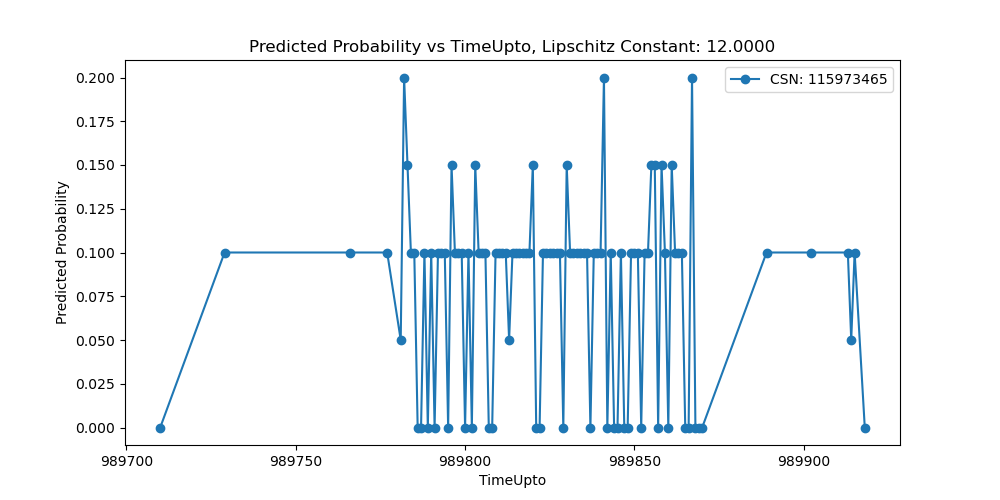 Predicted Probability vs TimeUpto, Lipschitz Constant: 12.0000
CSN: 115973465
Predicted Probability
0.200
0.175
0.150
0.125
0.100
0.075
0.050
0.025
0.000
989700 989750 989800 989850 989900
TimeUpto